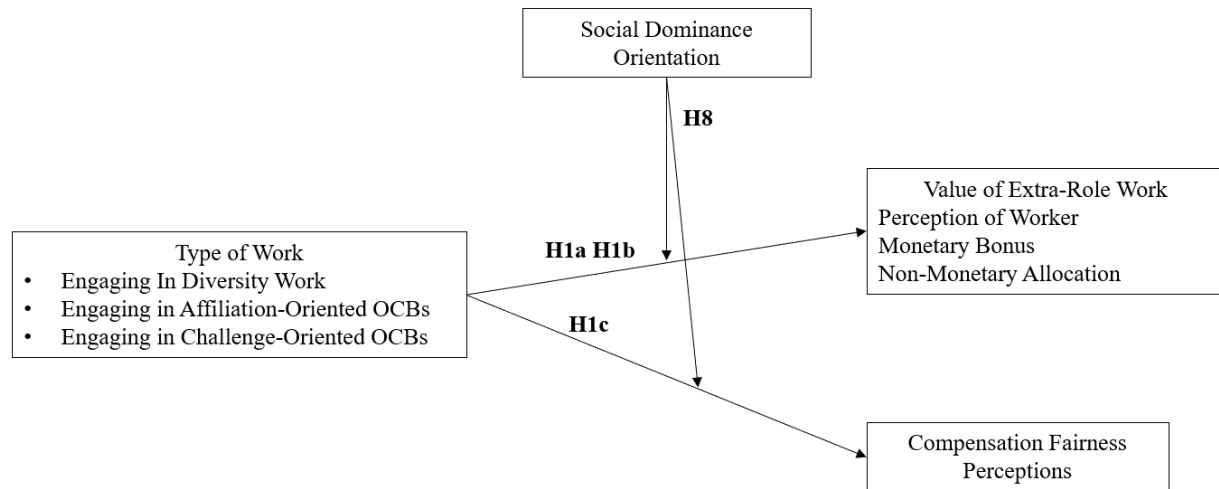 Social Dominance
Orientation
H8
Value of Extra-Role Work
Perception of Worker
Monetary Bonus
Non-Monetary Allocation
H1a H1b
Type of Work
• Engaging In Diversity Work
• Engaging in Affiliation-Oriented OCBs
• Engaging in Challenge-Oriented OCBs
H1c
Compensation Fairness
Perceptions